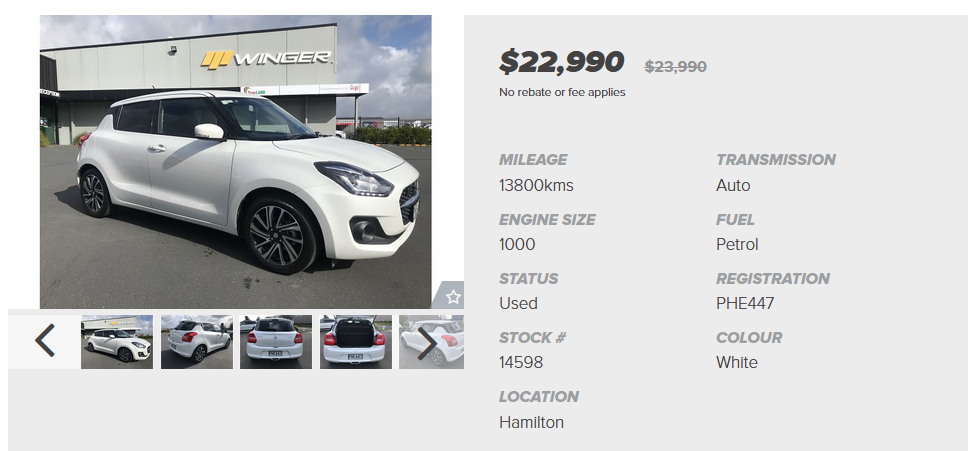 WINGER
RECEPTION
$22,990 $23,990
No rebate or fee applies
MILEAGE
13800kms
TRANSMISSION
Auto
ENGINE SIZE
1000
FUEL
Petrol
STATUS
Used
REGISTRATION
PHE447
STOCK #
14598
COLOUR
White
LOCATION
Hamilton